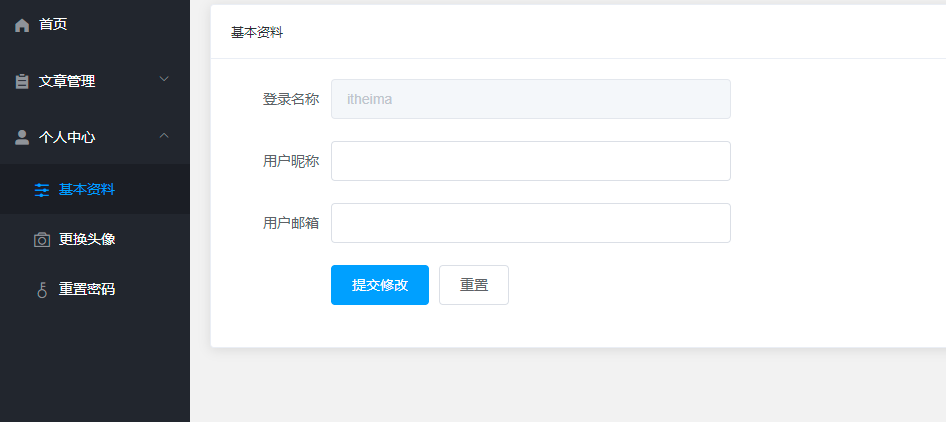 首页
文章管理
个人中心
基本资料
更换头像
重置密码
基本资料
登录名称 itheima
用户昵称
用户邮箱
提交修改 重置